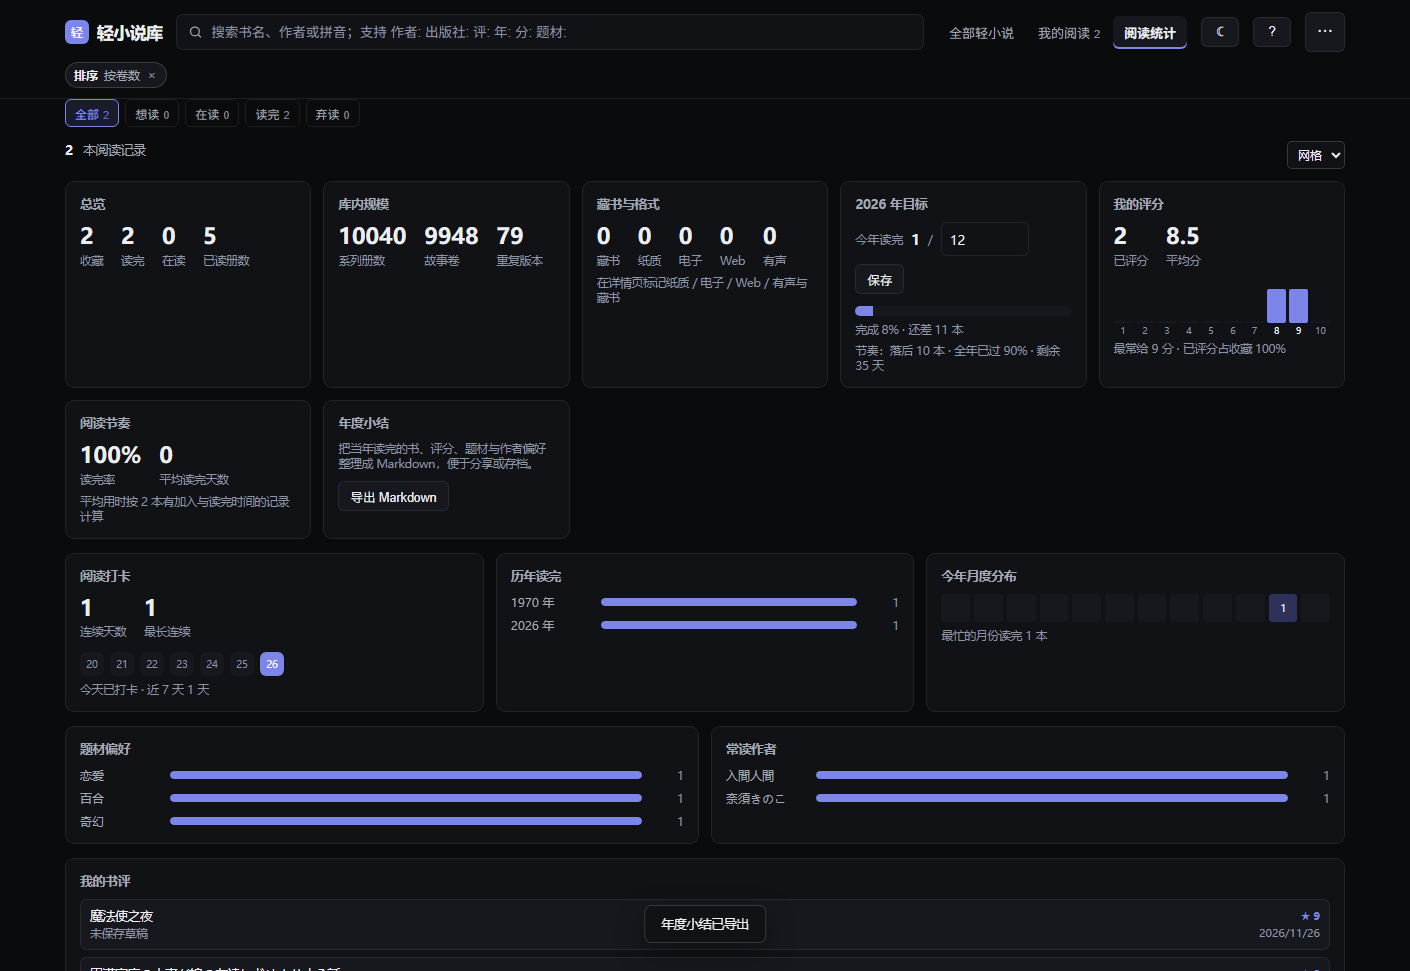 轻 轻小说库
搜索书名、作者或拼音；支持 作者: 出版社: 评: 年: 分: 题材:
全部轻小说 我的阅读 2 阅读统计 ☾ ? ...
排序 按卷数 ×
全部 2 想读 0 在读 0 读完 2 弃读 0
2 本阅读记录
网格
总览
2 2 0 5
收藏 读完 在读 已读册数
库内规模
10040 9948 79
系列册数 故事卷 重复版本
藏书与格式
0 0 0 0 0
藏书 纸质 电子 Web 有声
在详情页标记纸质 / 电子 / Web / 有声与
藏书
2026 年目标
今年读完 1 / 12
保存
完成 8% · 还差 11 本
节奏：落后 10 本 · 全年已过 90% · 剩余
35 天
我的评分
2 8.5
已评分 平均分
1 2 3 4 5 6 7 8 9 10
最常给 9 分 · 已评分占收藏 100%
阅读节奏
100% 0
读完率 平均读完天数
平均用时按 2 本有加入与读完时间的记录
计算
年度小结
把当年读完的书、评分、题材与作者偏好
整理成 Markdown，便于分享或存档。
导出 Markdown
阅读打卡
1 1
连续天数 最长连续
20 21 22 23 24 25 26
今天已打卡 · 近 7 天 1 天
历年读完
1970 年 1
2026 年 1
今年月度分布
1
最忙的月份读完 1 本
题材偏好
恋爱 1
百合 1
奇幻 1
常读作者
入間人間 1
奈須きのこ 1
我的书评
魔法使之夜 ★ 9
未保存草稿 2026/11/26
年度小结已导出